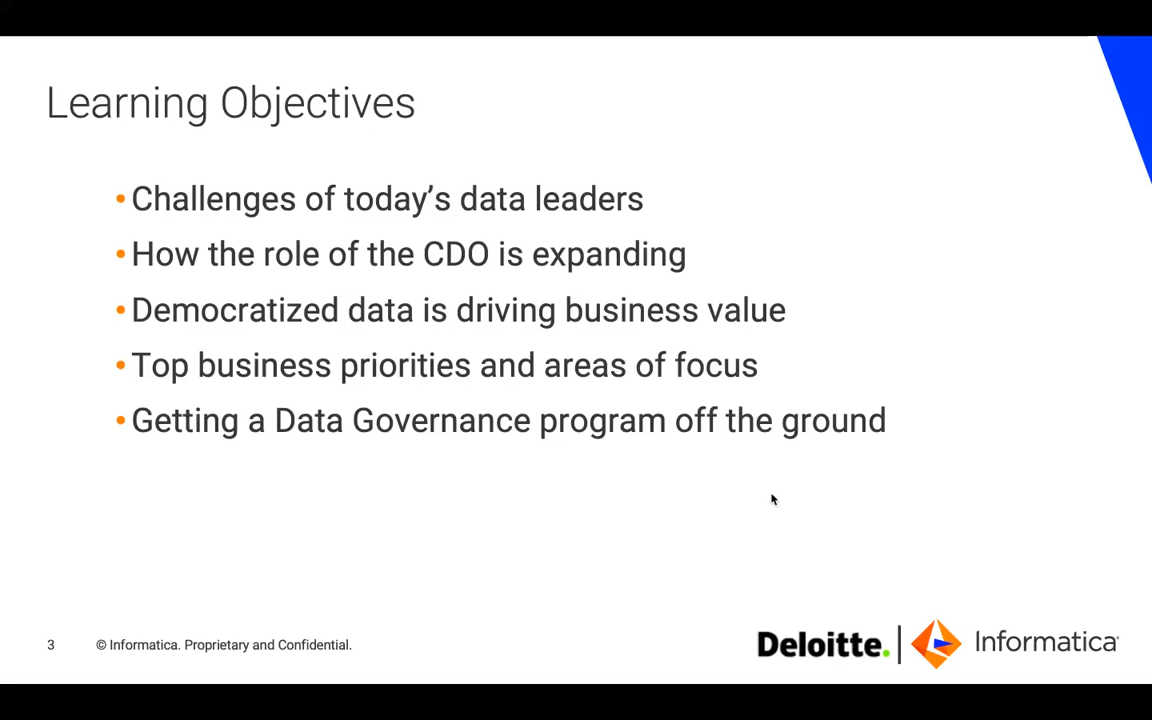 Learning Objectives
•Challenges of today’s data leaders
•How the role of the CDO is expanding
•Democratized data is driving business value
•Top business priorities and areas of focus
•Getting a Data Governance program off the ground
3 © Informatica. Proprietary and Confidential.
Deloitte. | Informatica